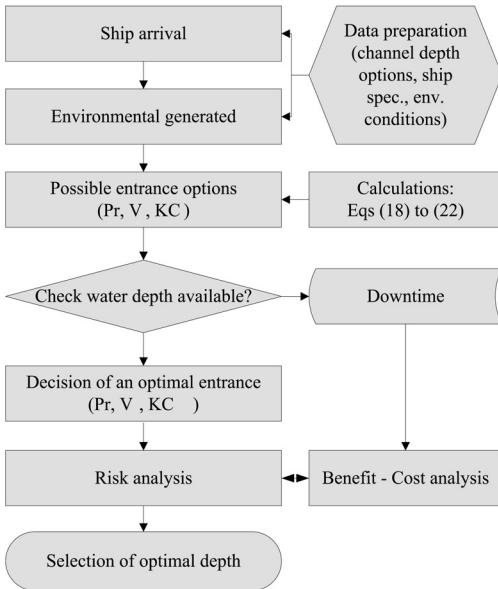 Ship arrival
Data preparation
(channel depth
options, ship
spec., env.
conditions)
Environmental generated
Possible entrance options
(Pr, V , KC )
Calculations:
Eqs (18) to (22)
Check water depth available?
Downtime
Decision of an optimal entrance
(Pr, V , KC )
Risk analysis
Benefit - Cost analysis
Selection of optimal depth